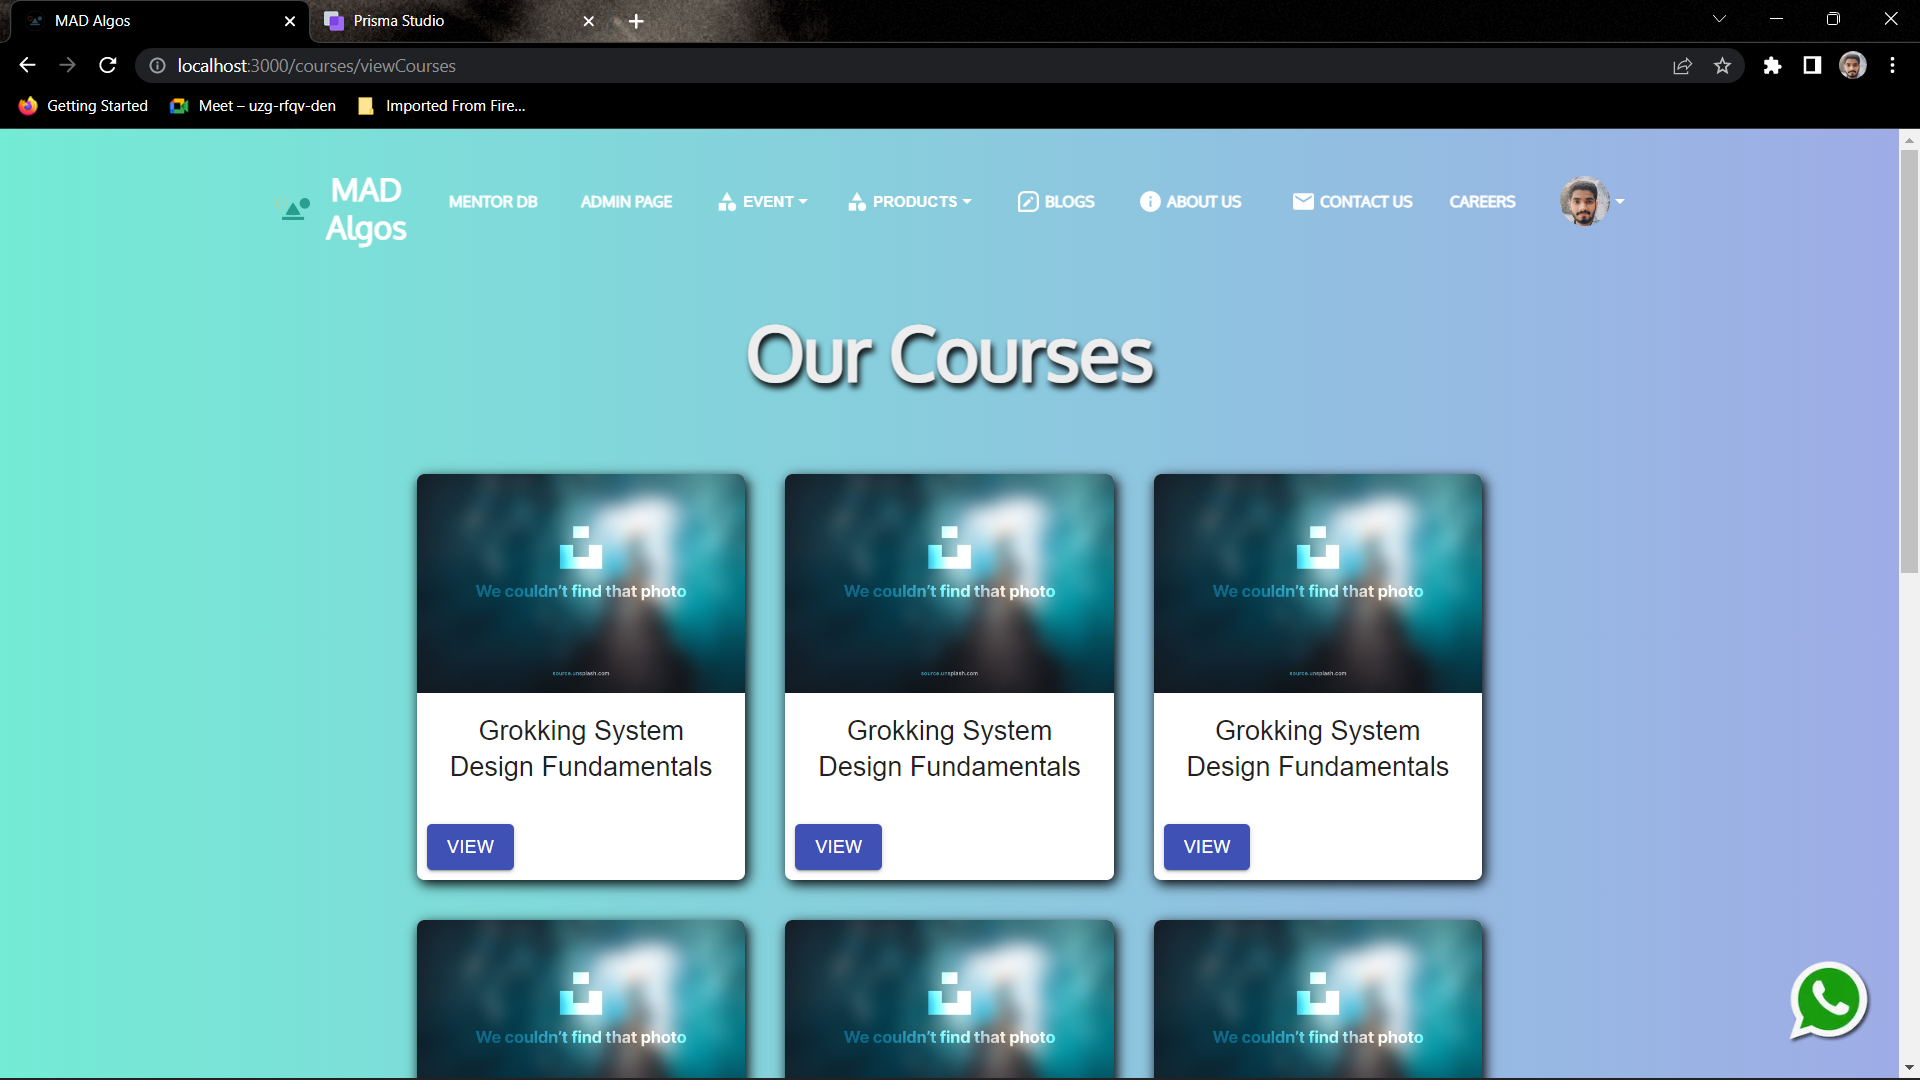 MAD Algos
Prisma Studio
localhost:3000/courses/viewCourses
Getting Started
Meet – uzg-rfqv-den
Imported From Fire...
MAD
Algos
MENTOR DB
ADMIN PAGE
EVENT
PRODUCTS
BLOGS
ABOUT US
CONTACT US
CAREERS
Our Courses
We couldn't find that photo
source.unsplash.com
Grokking System
Design Fundamentals
VIEW
We couldn't find that photo
source.unsplash.com
Grokking System
Design Fundamentals
VIEW
We couldn't find that photo
source.unsplash.com
Grokking System
Design Fundamentals
VIEW
We couldn't find that photo
We couldn't find that photo
We couldn't find that photo